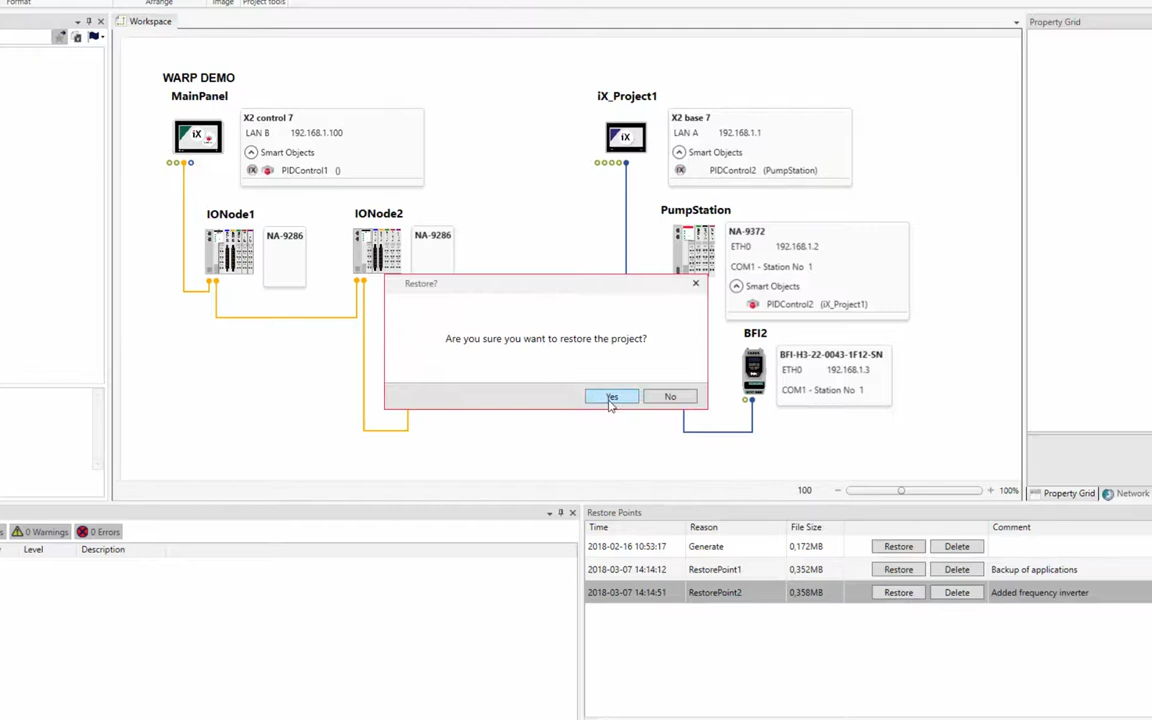 Format
Arrange
Image
Project tools
Workspace
Property Grid
WARP DEMO
MainPanel
iX
X2 control 7
LAN B 192.168.1.100
Smart Objects
PIDControl1 ()
iX_Project1
iX
X2 base 7
LAN A 192.168.1.1
Smart Objects
PIDControl2 (PumpStation)
IONode1
NA-9286
IONode2
NA-9286
PumpStation
NA-9372
ETH0 192.168.1.2
COM1 - Station No 1
Smart Objects
PIDControl2 (iX_Project1)
Restore?
Are you sure you want to restore the project?
Yes No
BFI2
BFI-H3-22-0043-1F12-SN
ETH0 192.168.1.3
COM1 - Station No 1
100 100%
Property Grid Network
0 Warnings 0 Errors
Level Description
Restore Points
Time Reason File Size Comment
2018-02-16 10:53:17 Generate 0,172MB Restore Delete
2018-03-07 14:14:12 RestorePoint1 0,352MB Restore Delete Backup of applications
2018-03-07 14:14:51 RestorePoint2 0,358MB Restore Delete Added frequency inverter